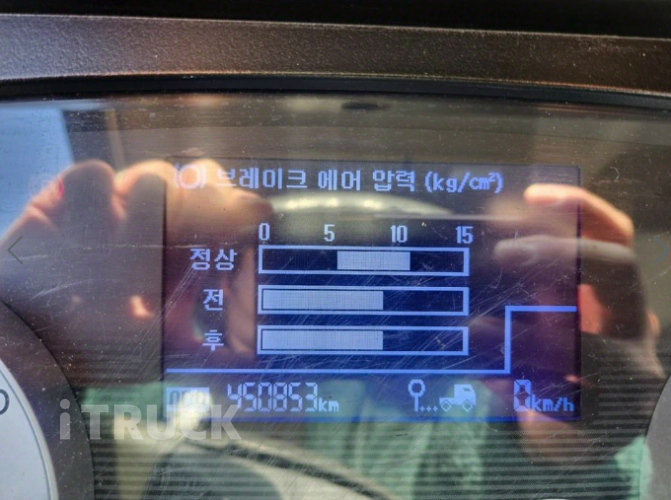 브레이크 에어 압력 (kg/cm²)
0 5 10 15
정상
전
후
ODO 450853km 0km/h
iTRUCK